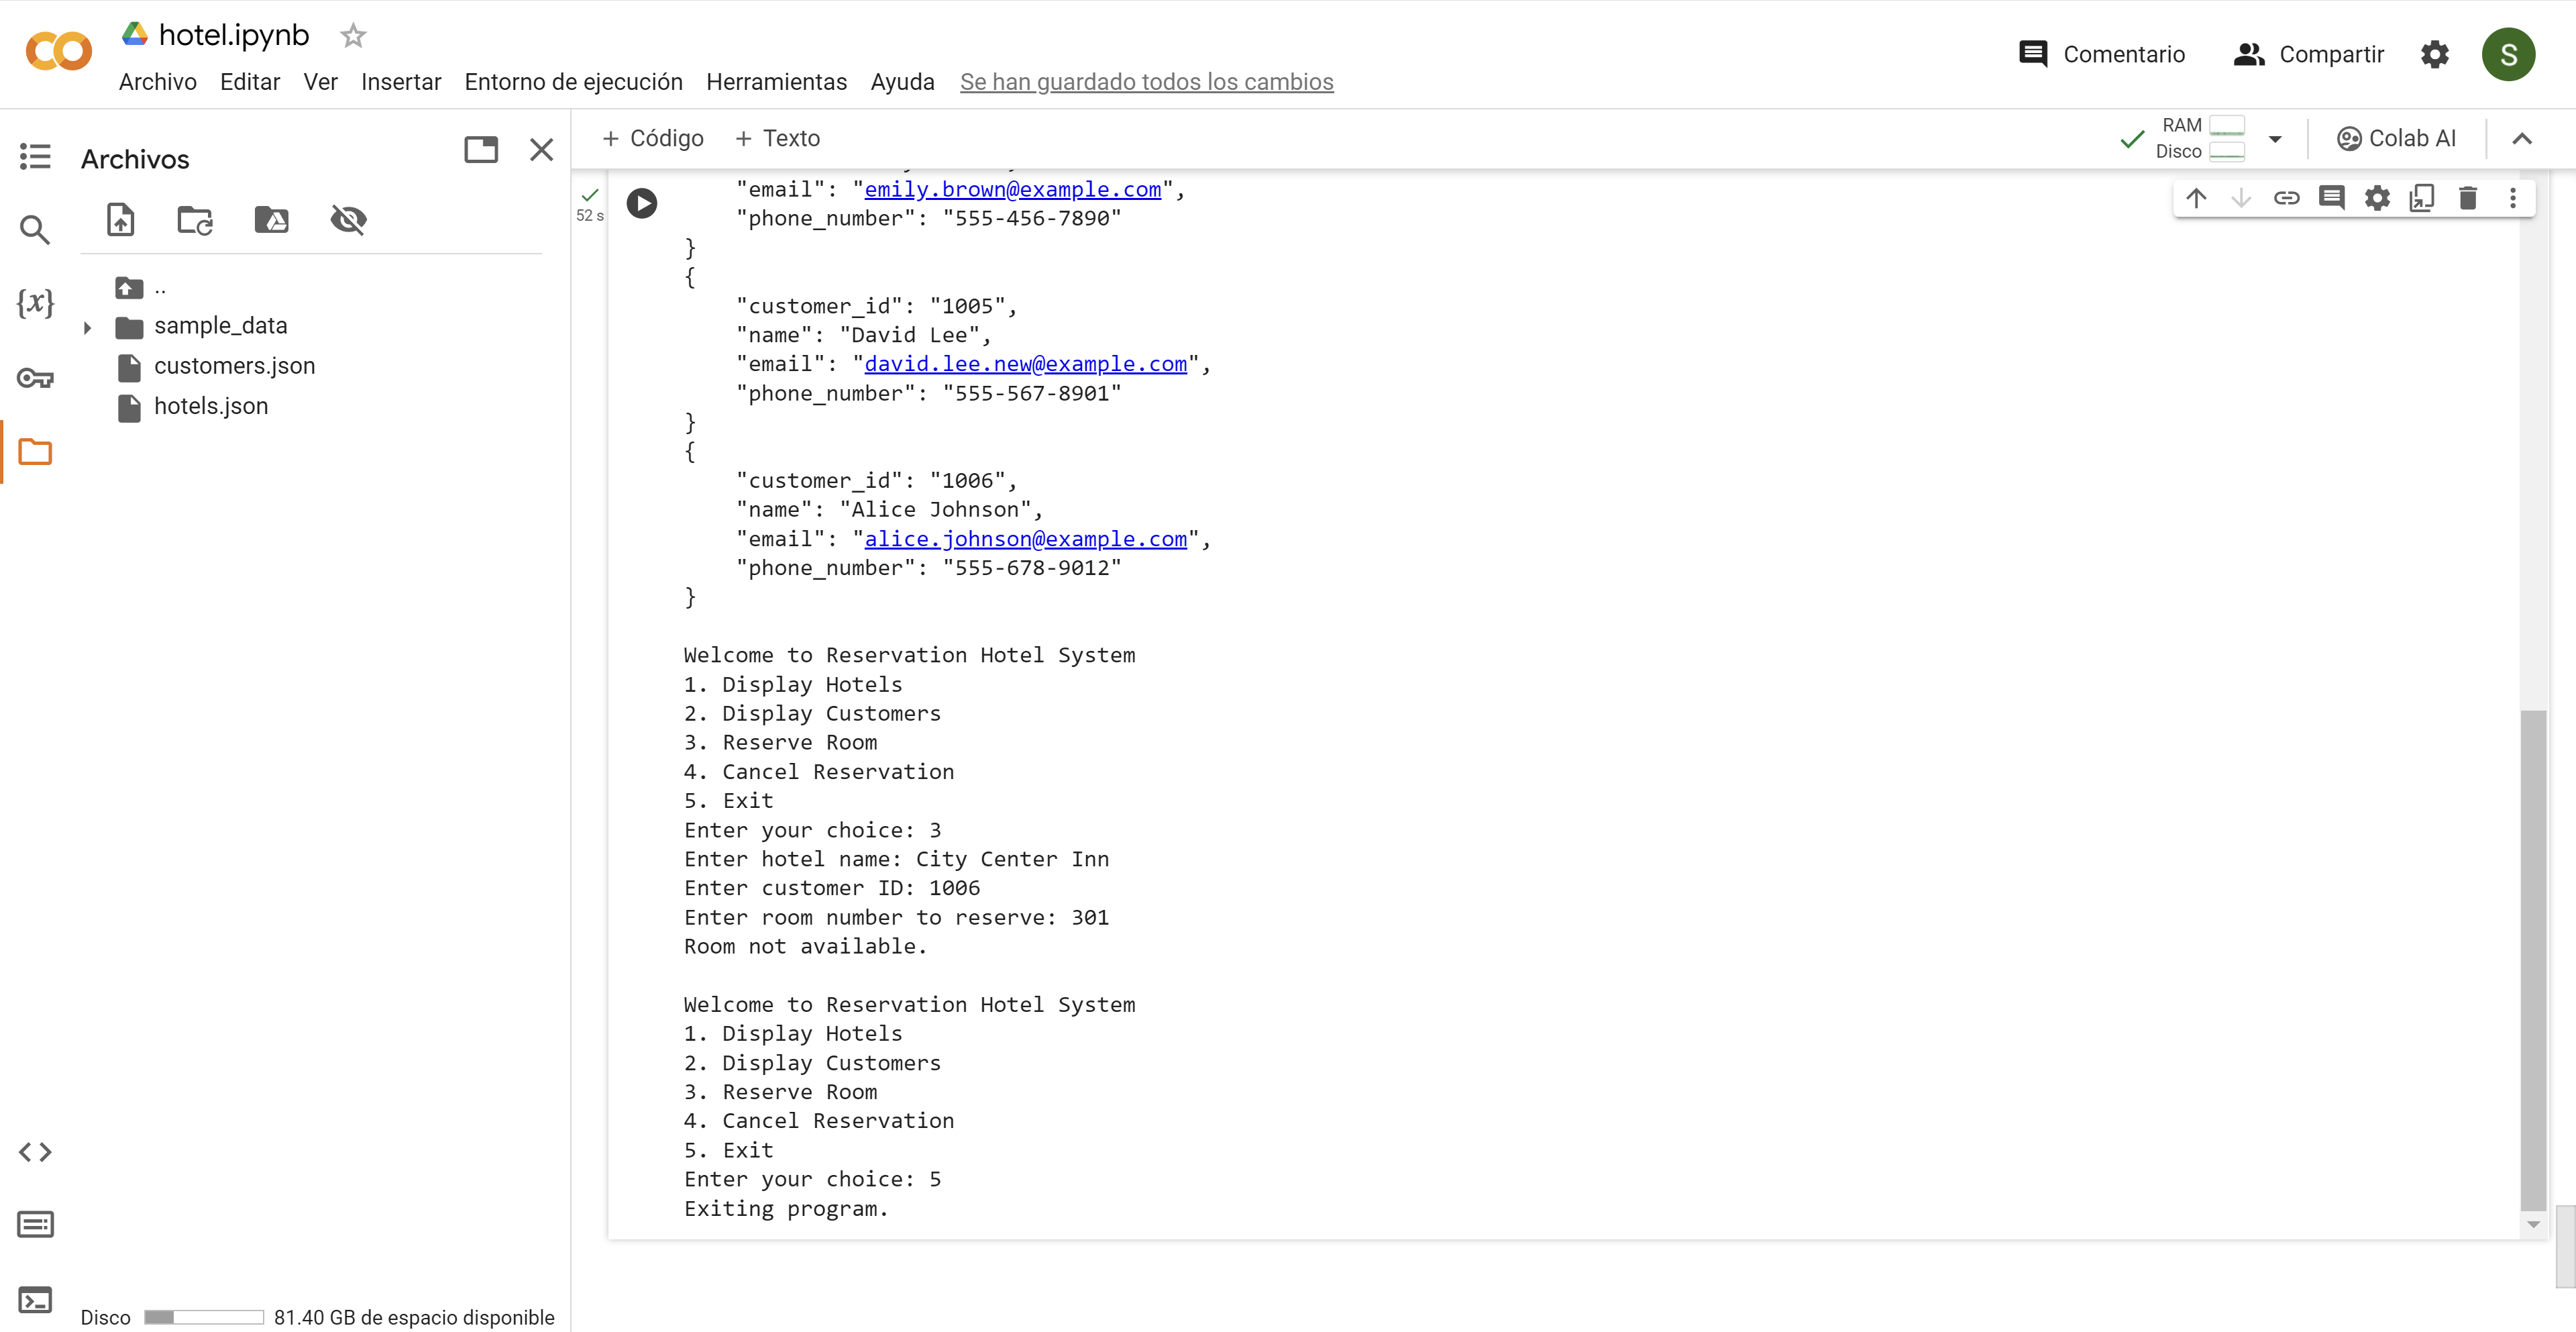 hotel.ipynb
Archivo Editar Ver Insertar Entorno de ejecución Herramientas Ayuda Se han guardado todos los cambios
Comentario Compartir S
Archivos
+ Código + Texto
RAM
Disco
Colab AI
..
sample_data
customers.json
hotels.json
{x}
52 s
"email": "emily.brown@example.com",
"phone_number": "555-456-7890"
}
{
"customer_id": "1005",
"name": "David Lee",
"email": "david.lee.new@example.com",
"phone_number": "555-567-8901"
}
{
"customer_id": "1006",
"name": "Alice Johnson",
"email": "alice.johnson@example.com",
"phone_number": "555-678-9012"
}
Welcome to Reservation Hotel System
1. Display Hotels
2. Display Customers
3. Reserve Room
4. Cancel Reservation
5. Exit
Enter your choice: 3
Enter hotel name: City Center Inn
Enter customer ID: 1006
Enter room number to reserve: 301
Room not available.
Welcome to Reservation Hotel System
1. Display Hotels
2. Display Customers
3. Reserve Room
4. Cancel Reservation
5. Exit
Enter your choice: 5
Exiting program.
Disco 81.40 GB de espacio disponible